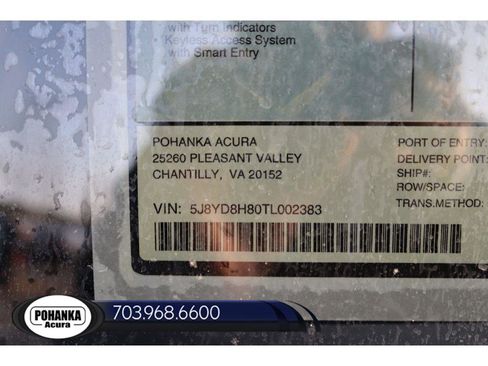 with Turn Indicators
• Keyless Access System
with Smart Entry
POHANKA ACURA
25260 PLEASANT VALLEY
CHANTILLY, VA 20152
VIN: 5J8YD8H80TL002383
PORT OF ENTRY:
DELIVERY POINT:
SHIP#:
ROW/SPACE:
TRANS.METHOD:
POHANKA
Acura
703.968.6600